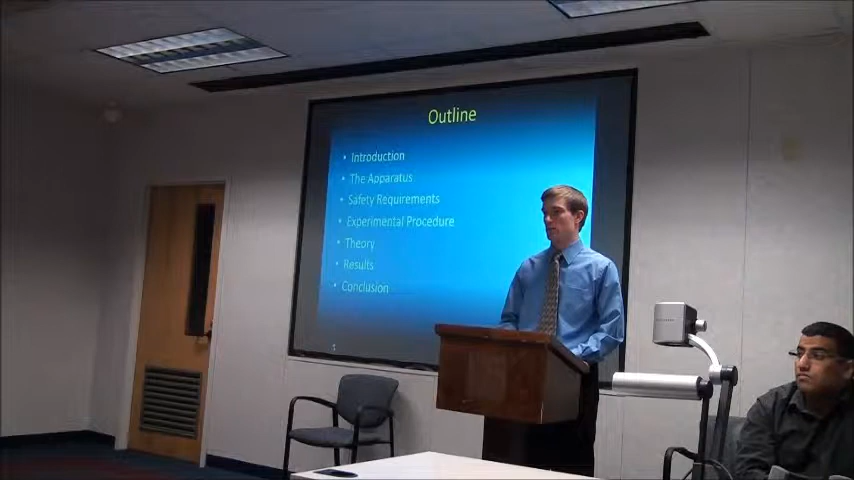 Outline
• Introduction
• The Apparatus
• Safety Requirements
• Experimental Procedure
• Theory
• Results
• Conclusion